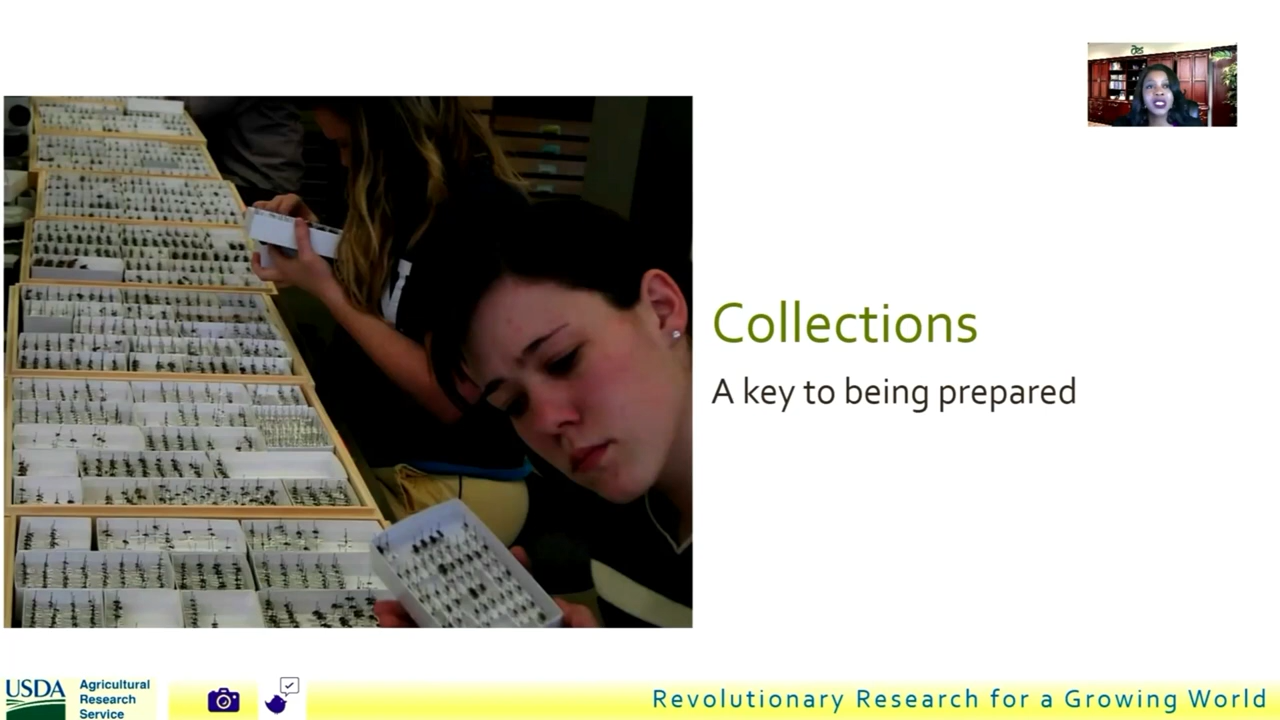 Collections
A key to being prepared
USDA
Agricultural
Research
Service
Revolutionary Research for a Growing World